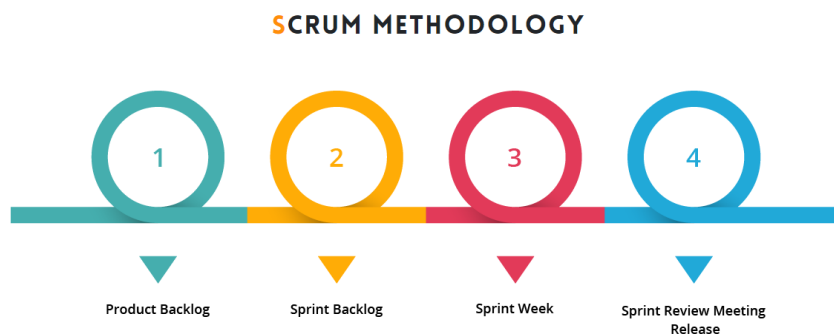 SCRUM METHODOLOGY
1
2
3
4
Product Backlog
Sprint Backlog
Sprint Week
Sprint Review Meeting
Release